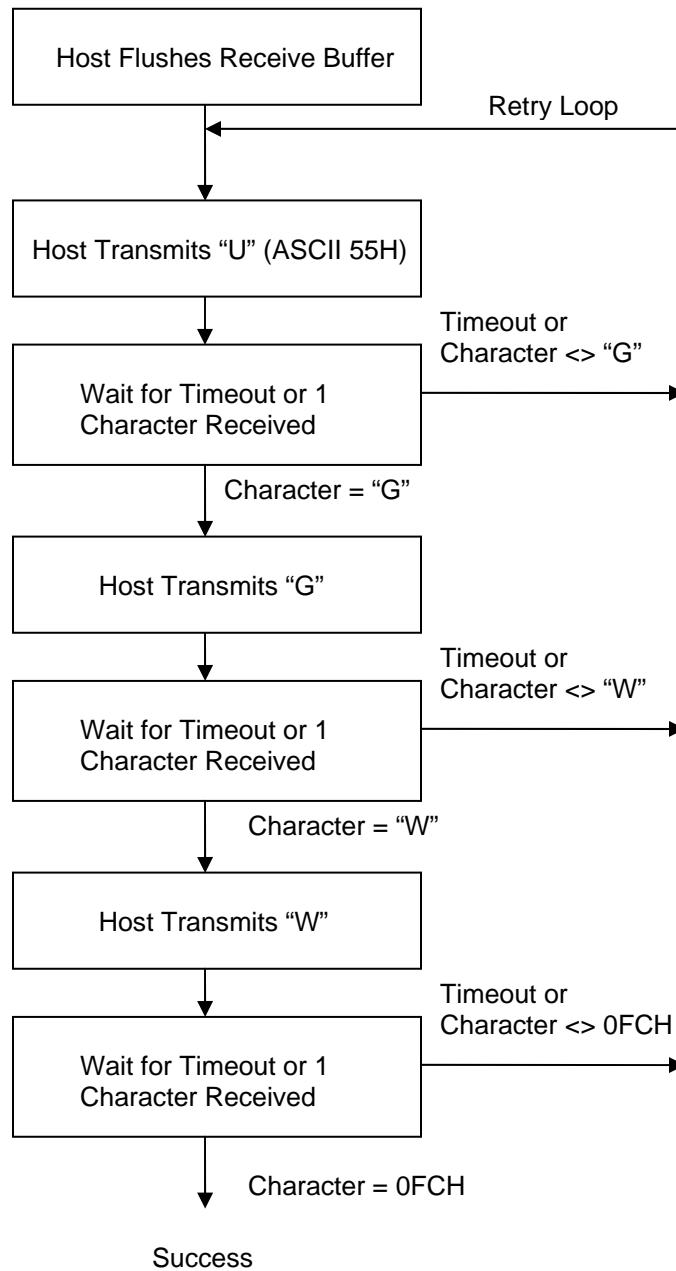 Host Flushes Receive Buffer
Retry Loop
Host Transmits “U” (ASCII 55H)
Timeout or
Character <> “G”
Wait for Timeout or 1
Character Received
Character = “G”
Host Transmits “G”
Timeout or
Character <> “W”
Wait for Timeout or 1
Character Received
Character = “W”
Host Transmits “W”
Timeout or
Character <> 0FCH
Wait for Timeout or 1
Character Received
Character = 0FCH
Success